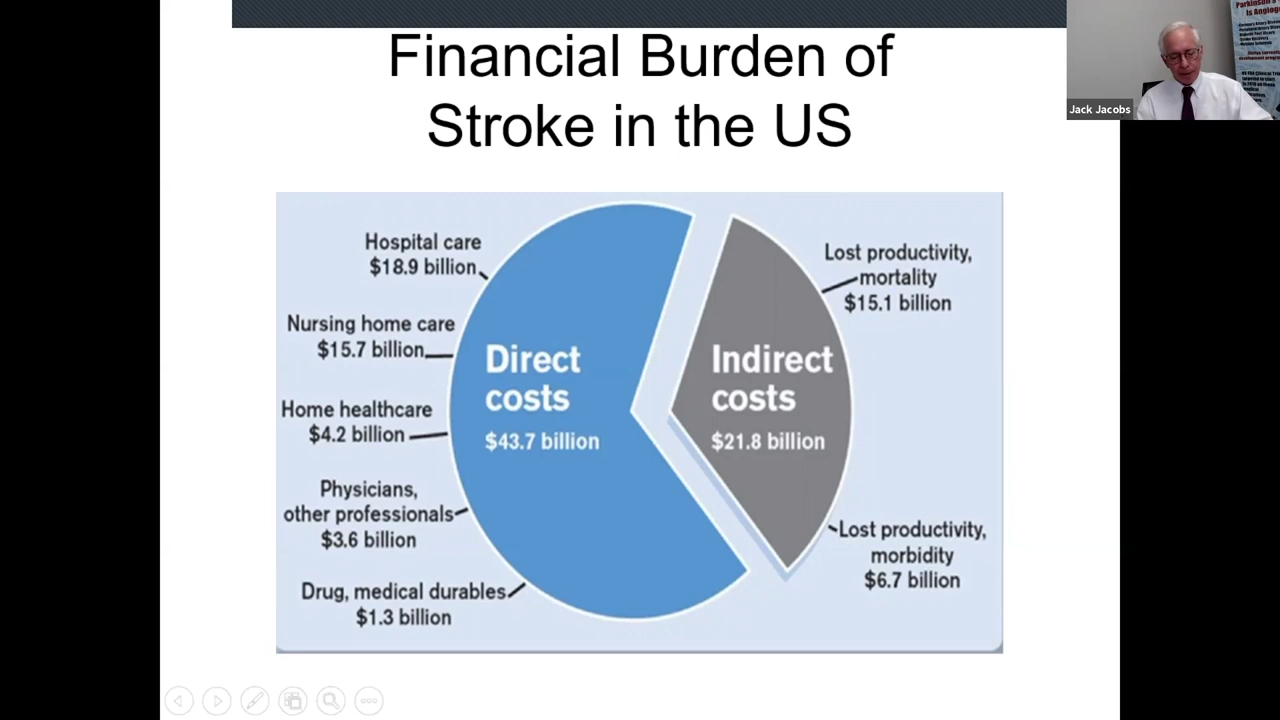 Financial Burden of
Stroke in the US
Hospital care
$18.9 billion
Nursing home care
$15.7 billion
Home healthcare
$4.2 billion
Physicians,
other professionals
$3.6 billion
Drug, medical durables
$1.3 billion
Direct
costs
$43.7 billion
Indirect
costs
$21.8 billion
Lost productivity,
mortality
$15.1 billion
Lost productivity,
morbidity
$6.7 billion
Jack Jacobs
Parkinson's
Is Angiog